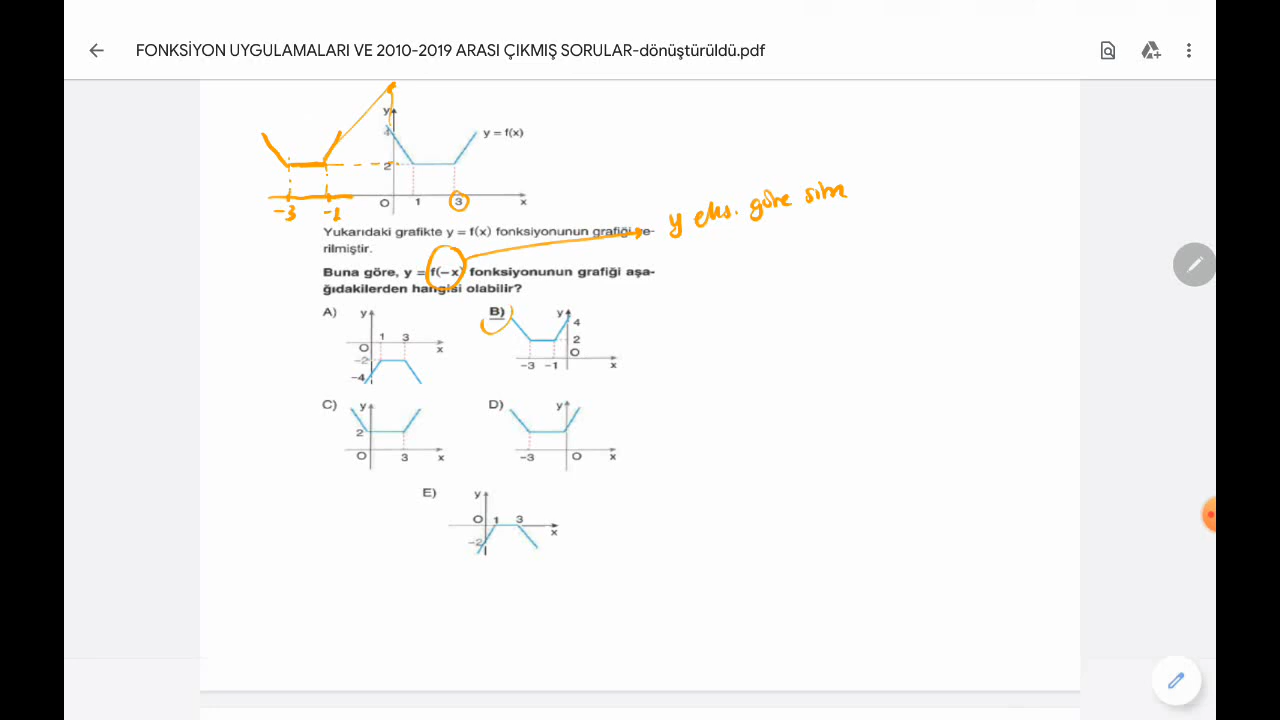 FONKSİYON UYGULAMALARI VE 2010-2019 ARASI ÇIKMIŞ SORULAR-dönüştürüldü.pdf
y
4
y = f(x)
2
O 1 3 x
-3 -1
y eks. göre sim
Yukarıdaki grafikte y = f(x) fonksiyonunun grafiği ve-
rilmiştir.
Buna göre, y = f(-x) fonksiyonunun grafiği aşa-
ğıdakilerden hangisi olabilir?
A) y
1 3
O x
-2
-4
B) y
4
2
O
-3 -1 x
C) y
2
O 3 x
D) y
-3 O x
E) y
O 1 3
x
-2